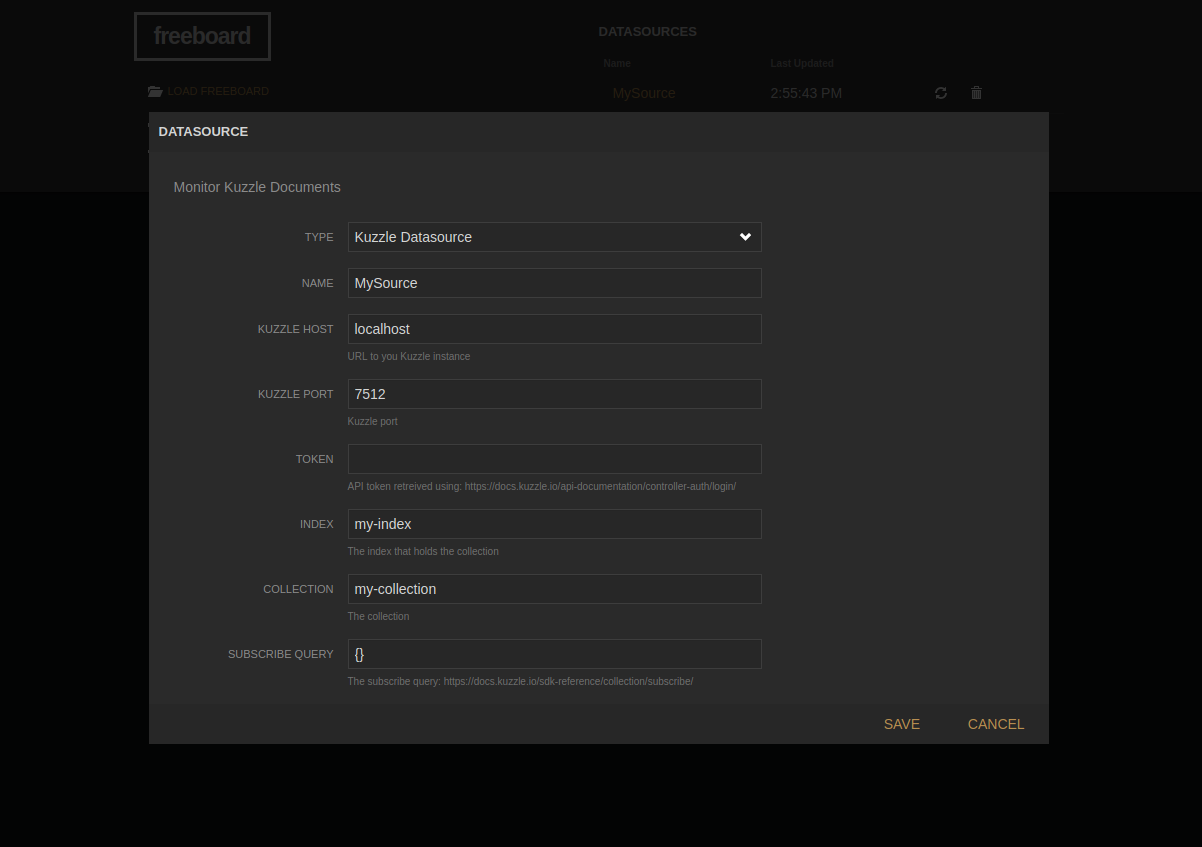 freeboard
DATASOURCES
Name Last Updated
LOAD FREEBOARD
MySource 2:55:43 PM
DATASOURCE
Monitor Kuzzle Documents
TYPE Kuzzle Datasource
NAME MySource
KUZZLE HOST localhost
URL to you Kuzzle instance
KUZZLE PORT 7512
Kuzzle port
TOKEN
API token retreived using: https://docs.kuzzle.io/api-documentation/controller-auth/login/
INDEX my-index
The index that holds the collection
COLLECTION my-collection
The collection
SUBSCRIBE QUERY {}
The subscribe query: https://docs.kuzzle.io/sdk-reference/collection/subscribe/
SAVE CANCEL